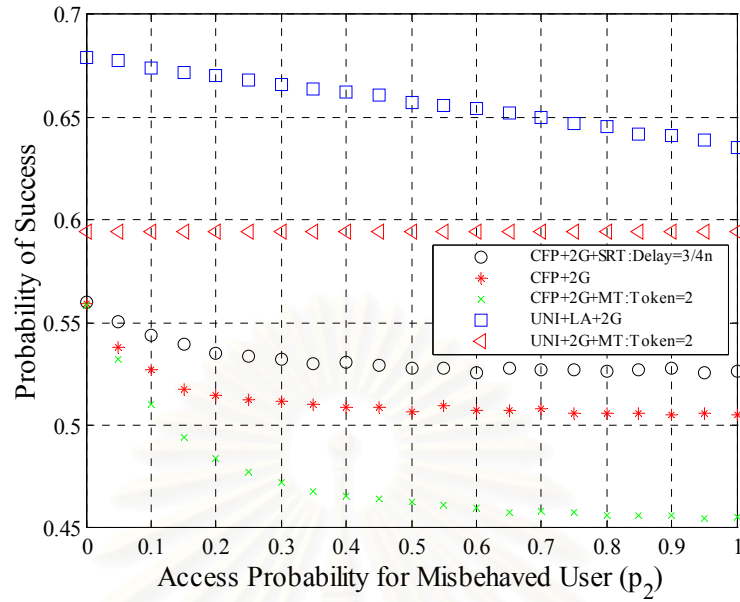 0.7
0.65
0.6
0.55
0.5
0.45
Probability of Success
CFP+2G+SRT:Delay=3/4n
CFP+2G
CFP+2G+MT:Token=2
UNI+LA+2G
UNI+2G+MT:Token=2
0 0.1 0.2 0.3 0.4 0.5 0.6 0.7 0.8 0.9 1
Access Probability for Misbehaved User (p2)